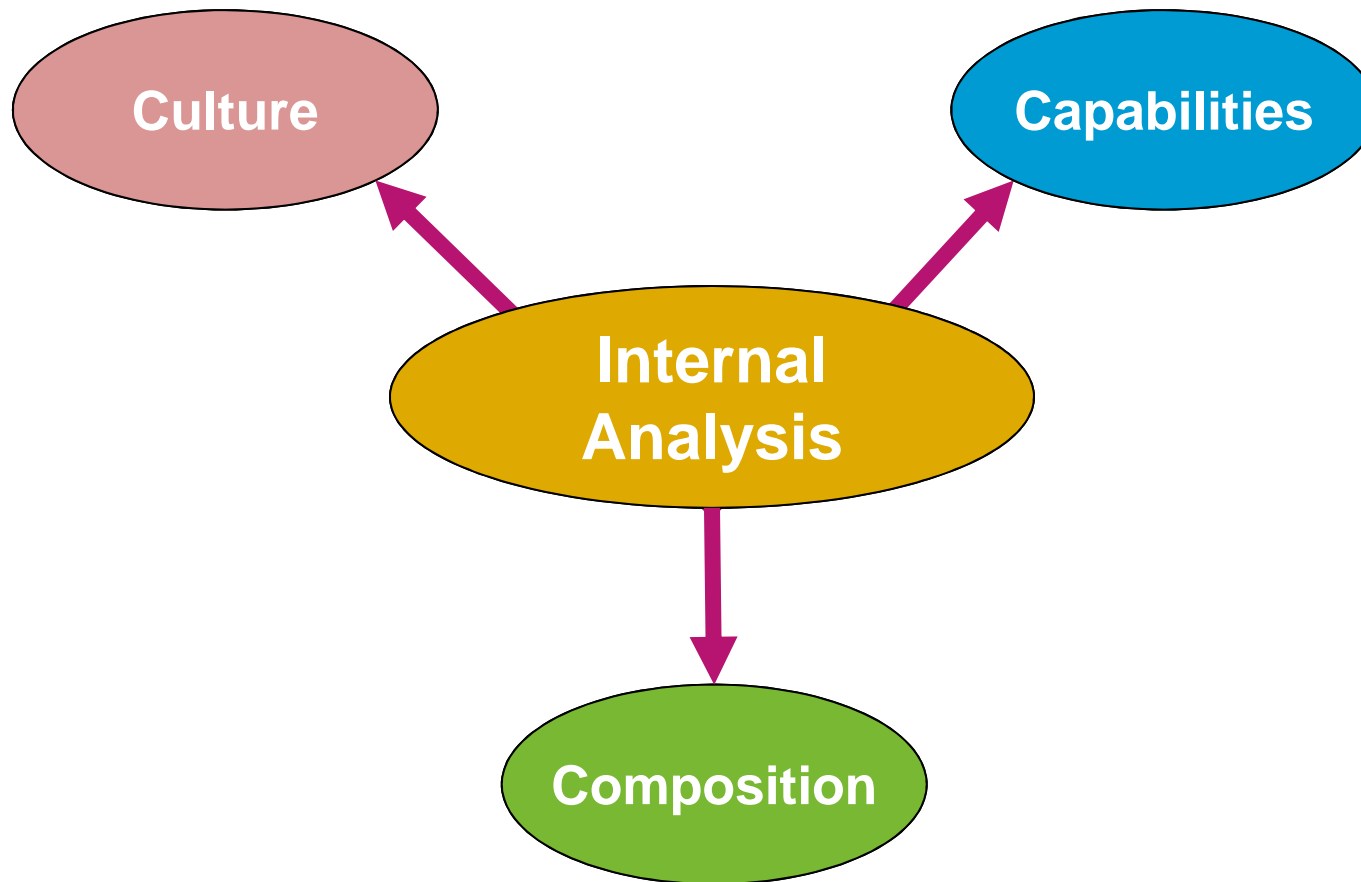 Culture
Capabilities
Internal
Analysis
Composition